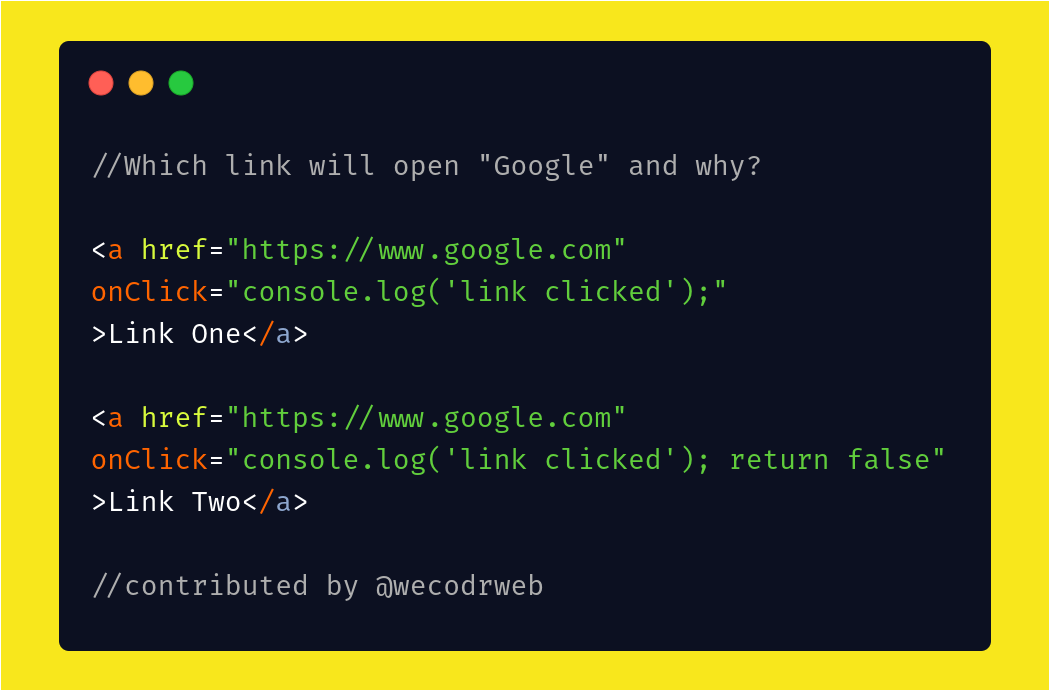 //Which link will open "Google" and why?
<a href="https://www.google.com"
onClick="console.log('link clicked');"
>Link One</a>
<a href="https://www.google.com"
onClick="console.log('link clicked'); return false"
>Link Two</a>
//contributed by @wecodrweb